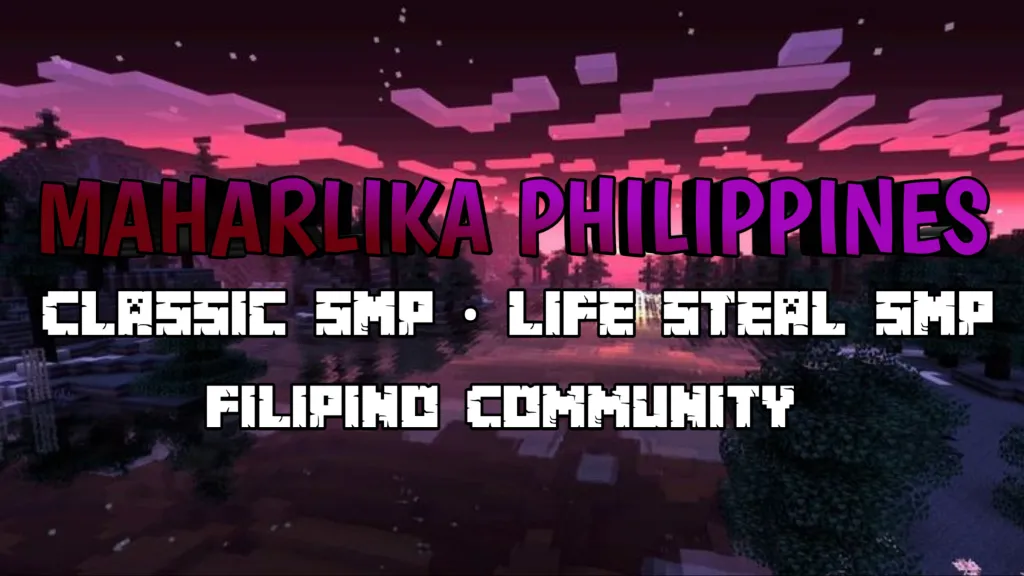 MAHARLIKA PHILIPPINES
CLASSIC SMP • LIFE STEAL SMP
FILIPINO COMMUNITY